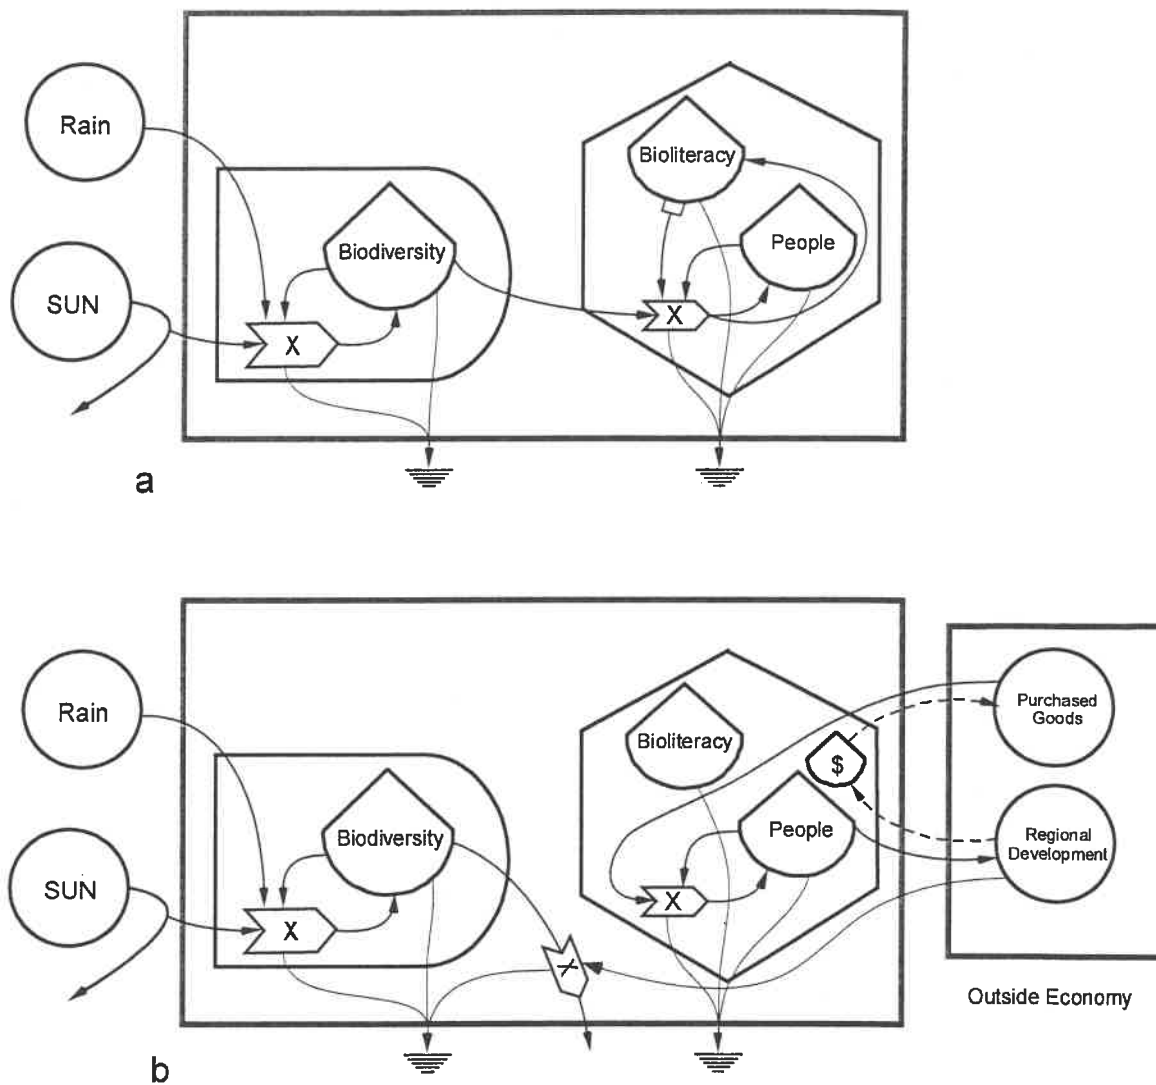 Rain
Bioliteracy
Biodiversity
People
SUN
X
X
a
Rain
Purchased
Goods
Bioliteracy
$
Biodiversity
People
Regional
Development
SUN
X
X
X
Outside Economy
b